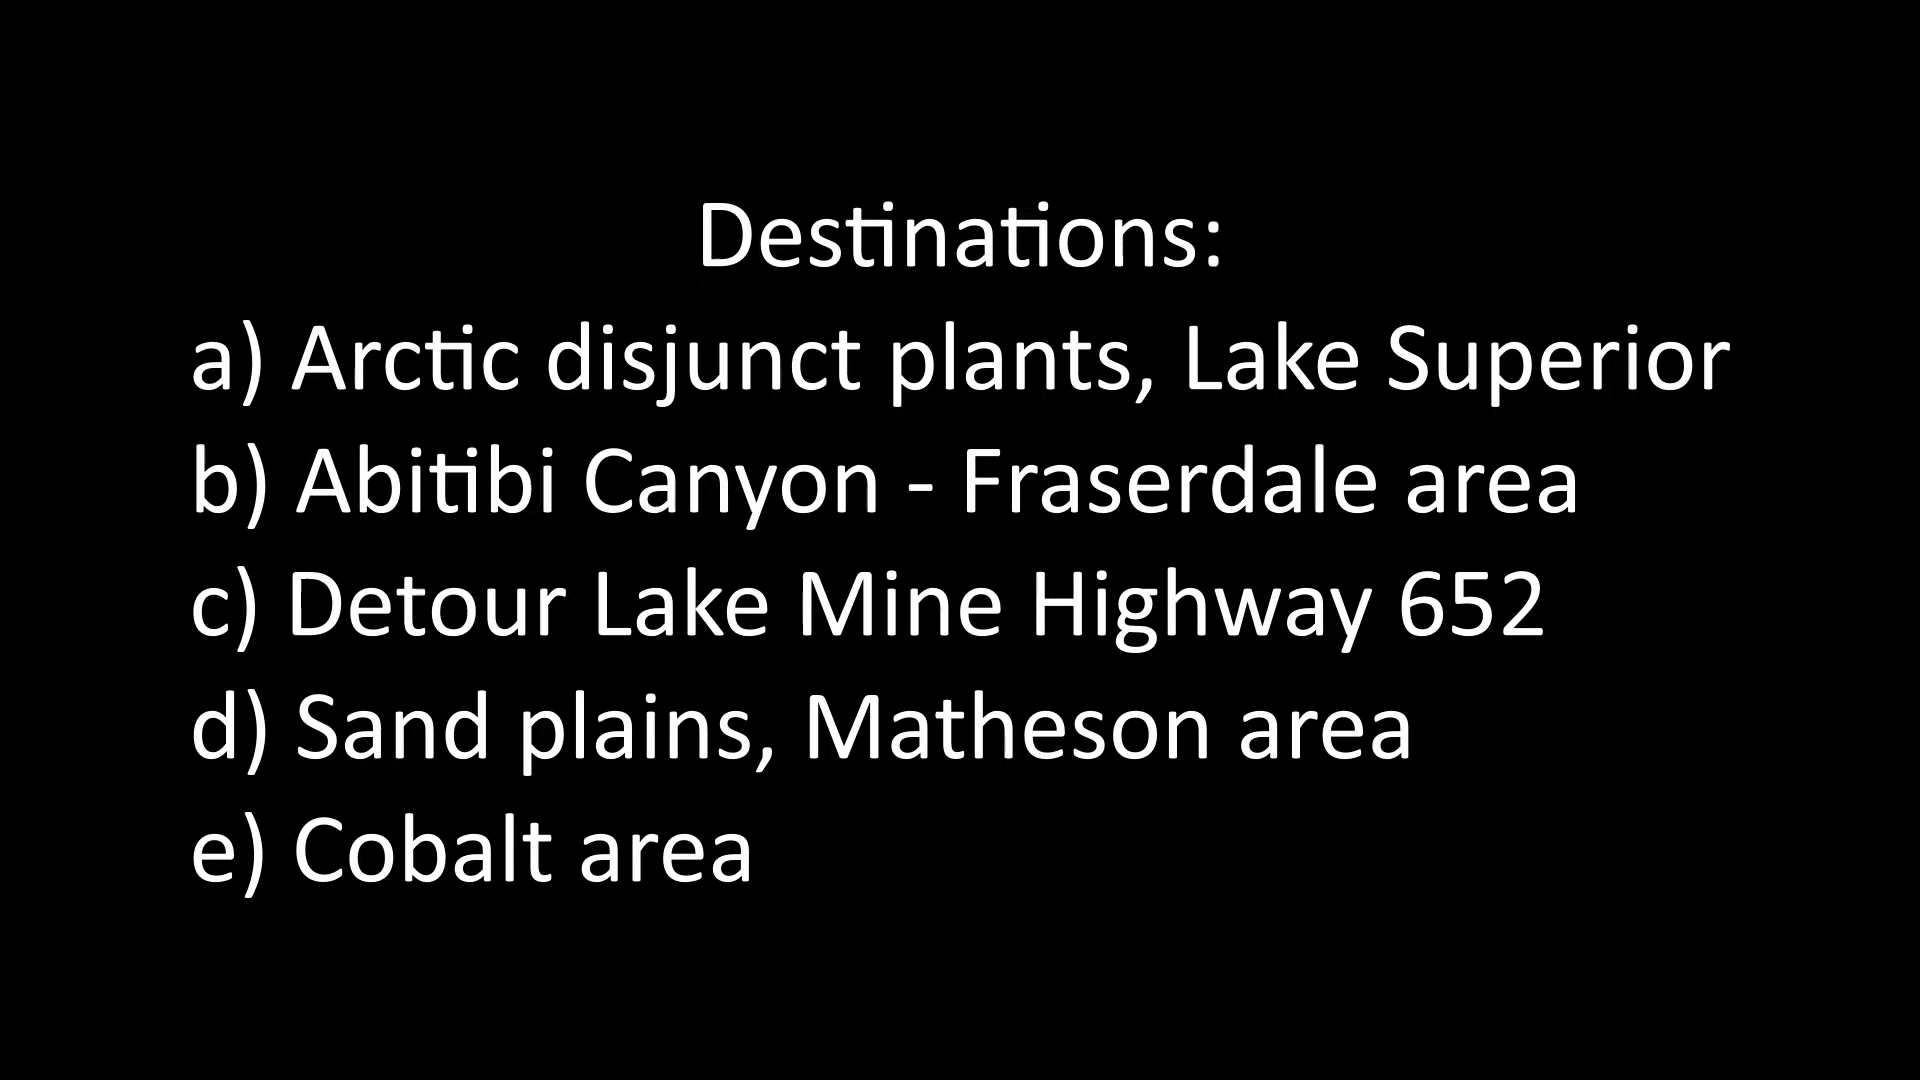 Destinations:
a) Arctic disjunct plants, Lake Superior
b) Abitibi Canyon - Fraserdale area
c) Detour Lake Mine Highway 652
d) Sand plains, Matheson area
e) Cobalt area